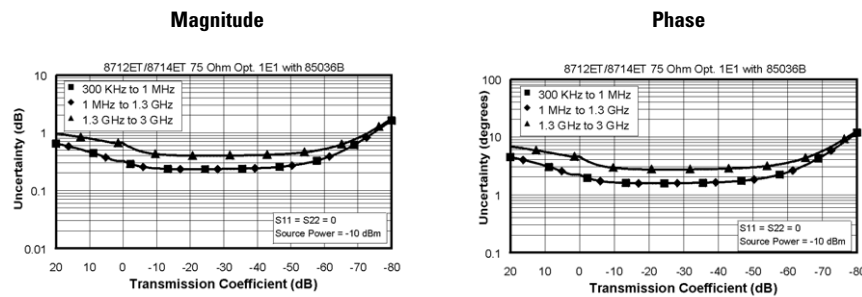 Magnitude
8712ET/8714ET 75 Ohm Opt. 1E1 with 85036B
10
1
0.1
0.01
Uncertainty (dB)
300 KHz to 1 MHz
1 MHz to 1.3 GHz
1.3 GHz to 3 GHz
S11 = S22 = 0
Source Power = -10 dBm
20 10 0 -10 -20 -30 -40 -50 -60 -70 -80
Transmission Coefficient (dB)
Phase
8712ET/8714ET 75 Ohm Opt. 1E1 with 85036B
100
10
1
0.1
Uncertainty (degrees)
300 KHz to 1 MHz
1 MHz to 1.3 GHz
1.3 GHz to 3 GHz
S11 = S22 = 0
Source Power = -10 dBm
20 10 0 -10 -20 -30 -40 -50 -60 -70 -80
Transmission Coefficient (dB)